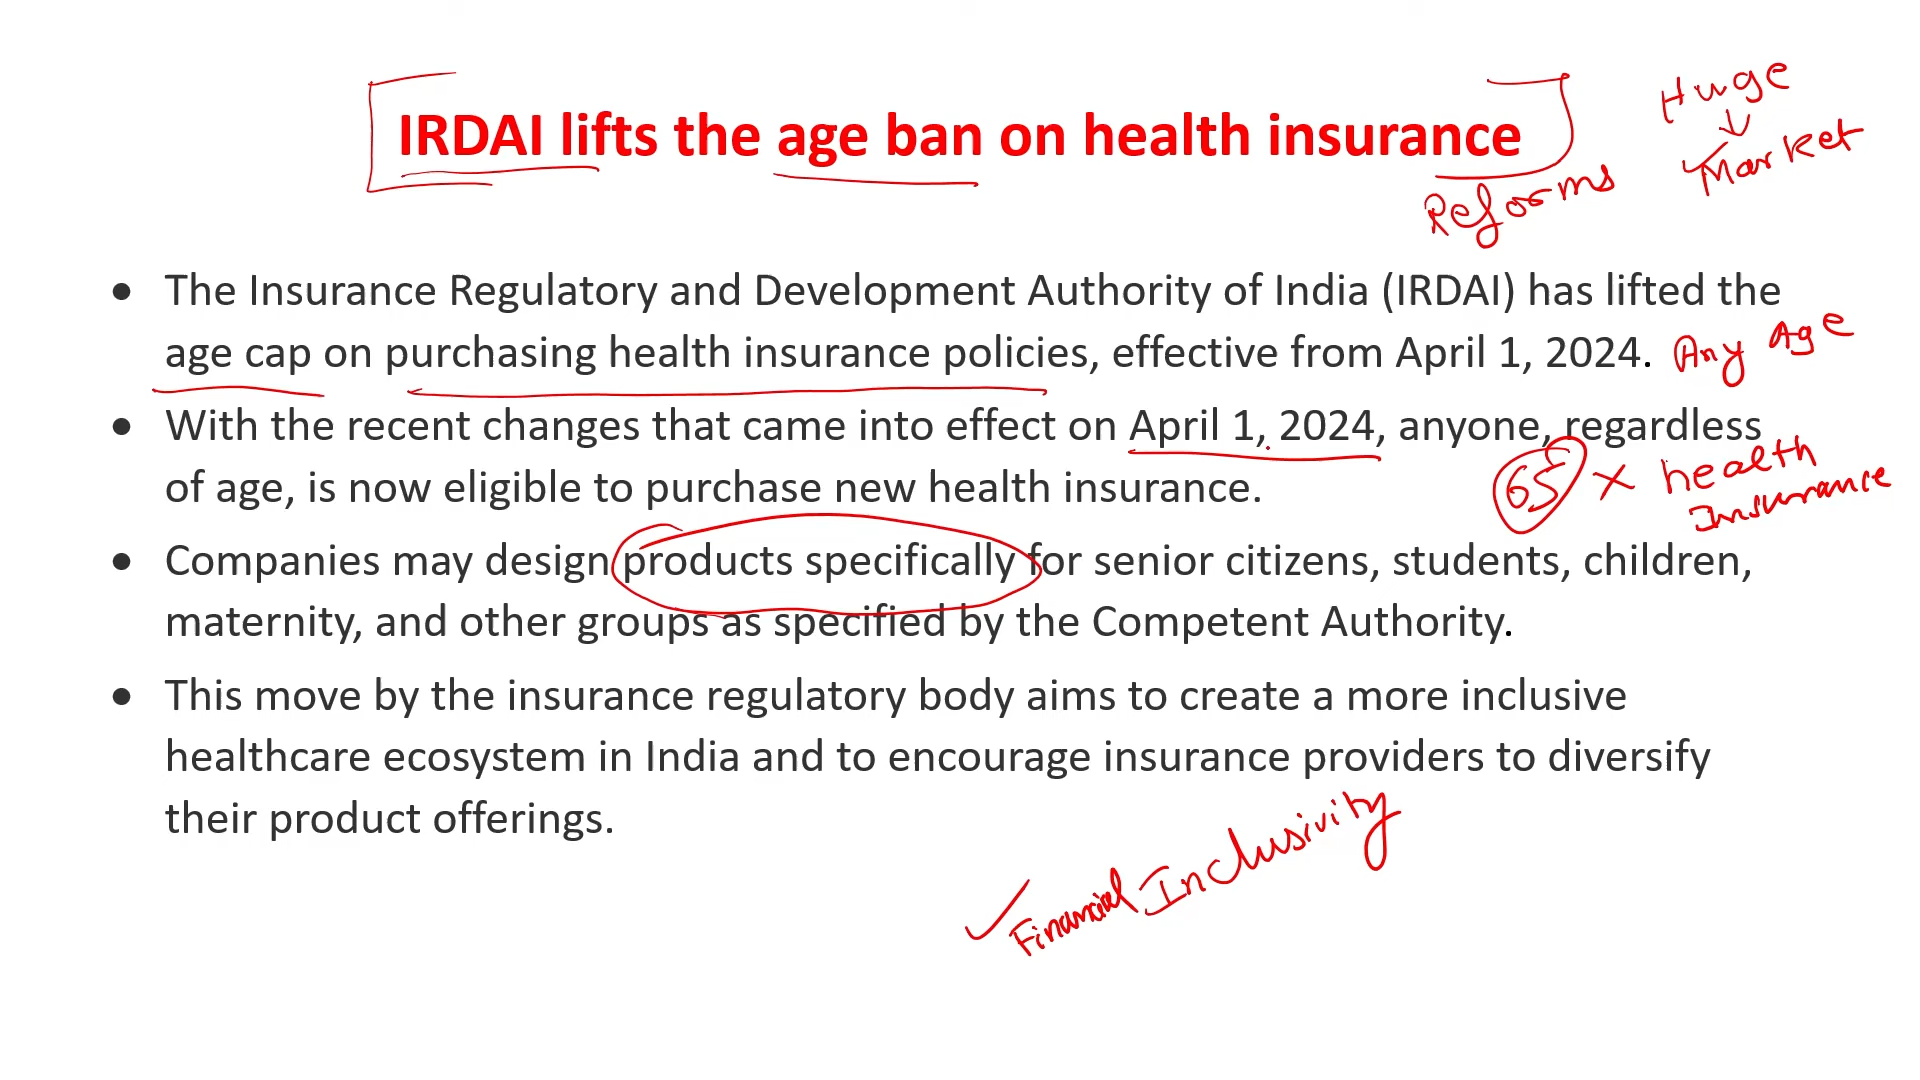 Huge
Market
IRDAI lifts the age ban on health insurance
Reforms
• The Insurance Regulatory and Development Authority of India (IRDAI) has lifted the
age cap on purchasing health insurance policies, effective from April 1, 2024.
Any Age
• With the recent changes that came into effect on April 1, 2024, anyone, regardless
of age, is now eligible to purchase new health insurance.
65 × health
Insurance
• Companies may design products specifically for senior citizens, students, children,
maternity, and other groups as specified by the Competent Authority.
• This move by the insurance regulatory body aims to create a more inclusive
healthcare ecosystem in India and to encourage insurance providers to diversify
their product offerings.
Financial Inclusivity